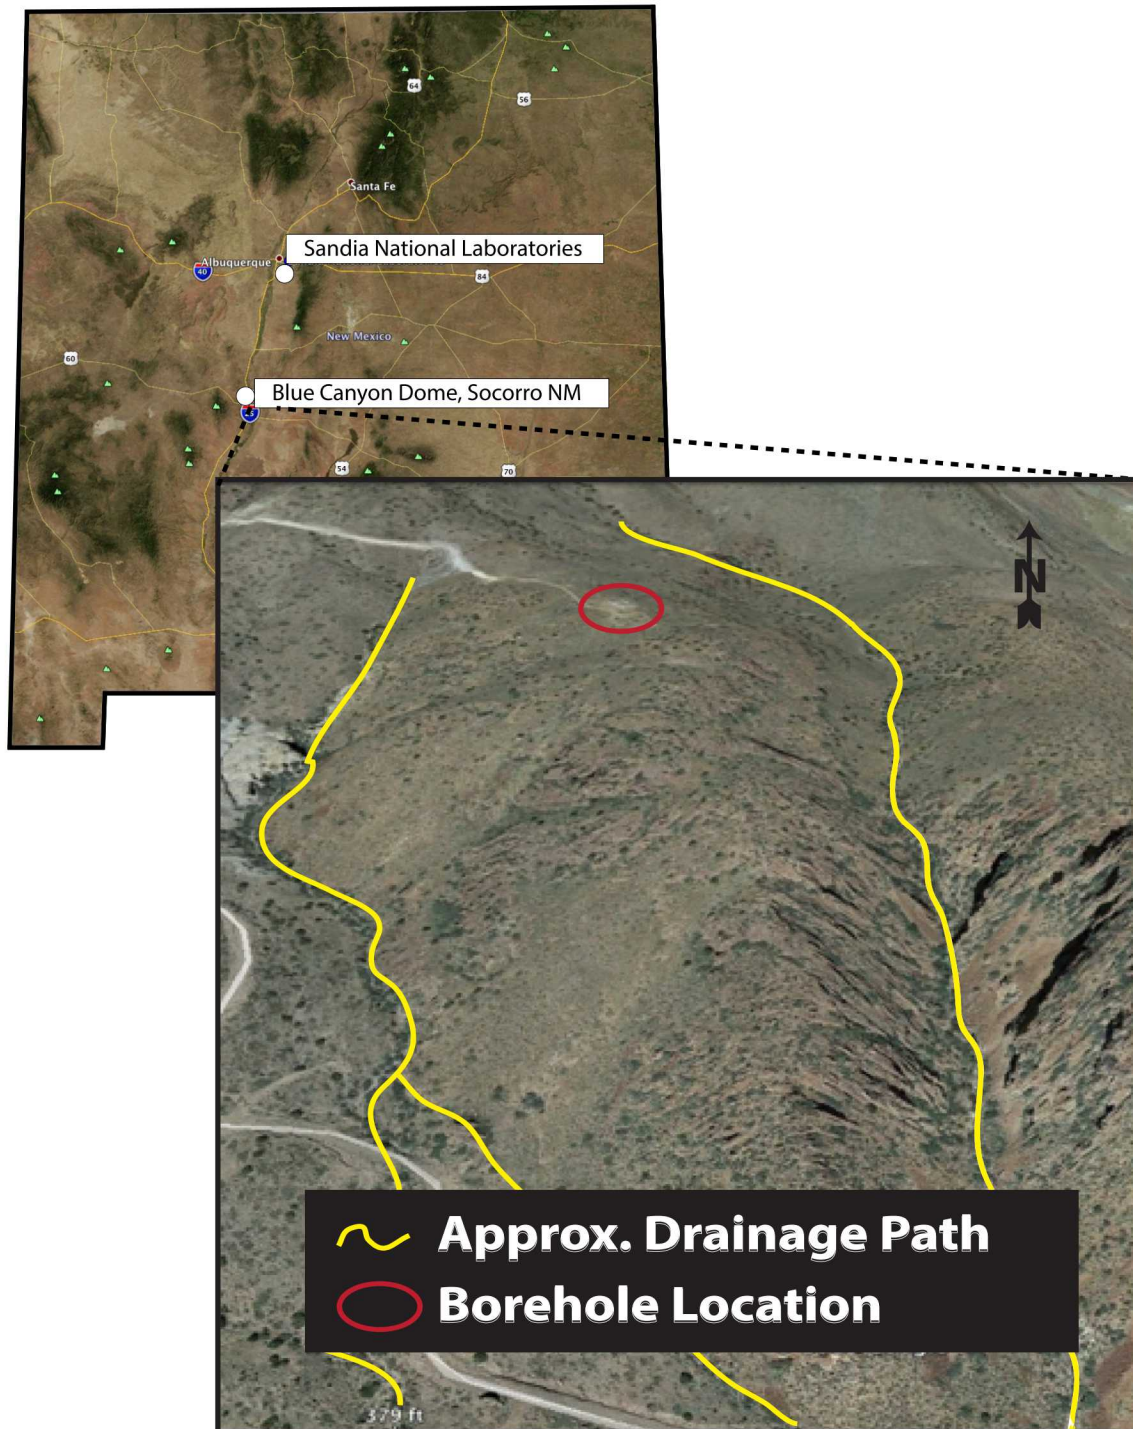 64
56
Santa Fe
Sandia National Laboratories
Albuquerque
40
84
New Mexico
60
Blue Canyon Dome, Socorro NM
25
54
70
N
Approx. Drainage Path
Borehole Location
379 ft